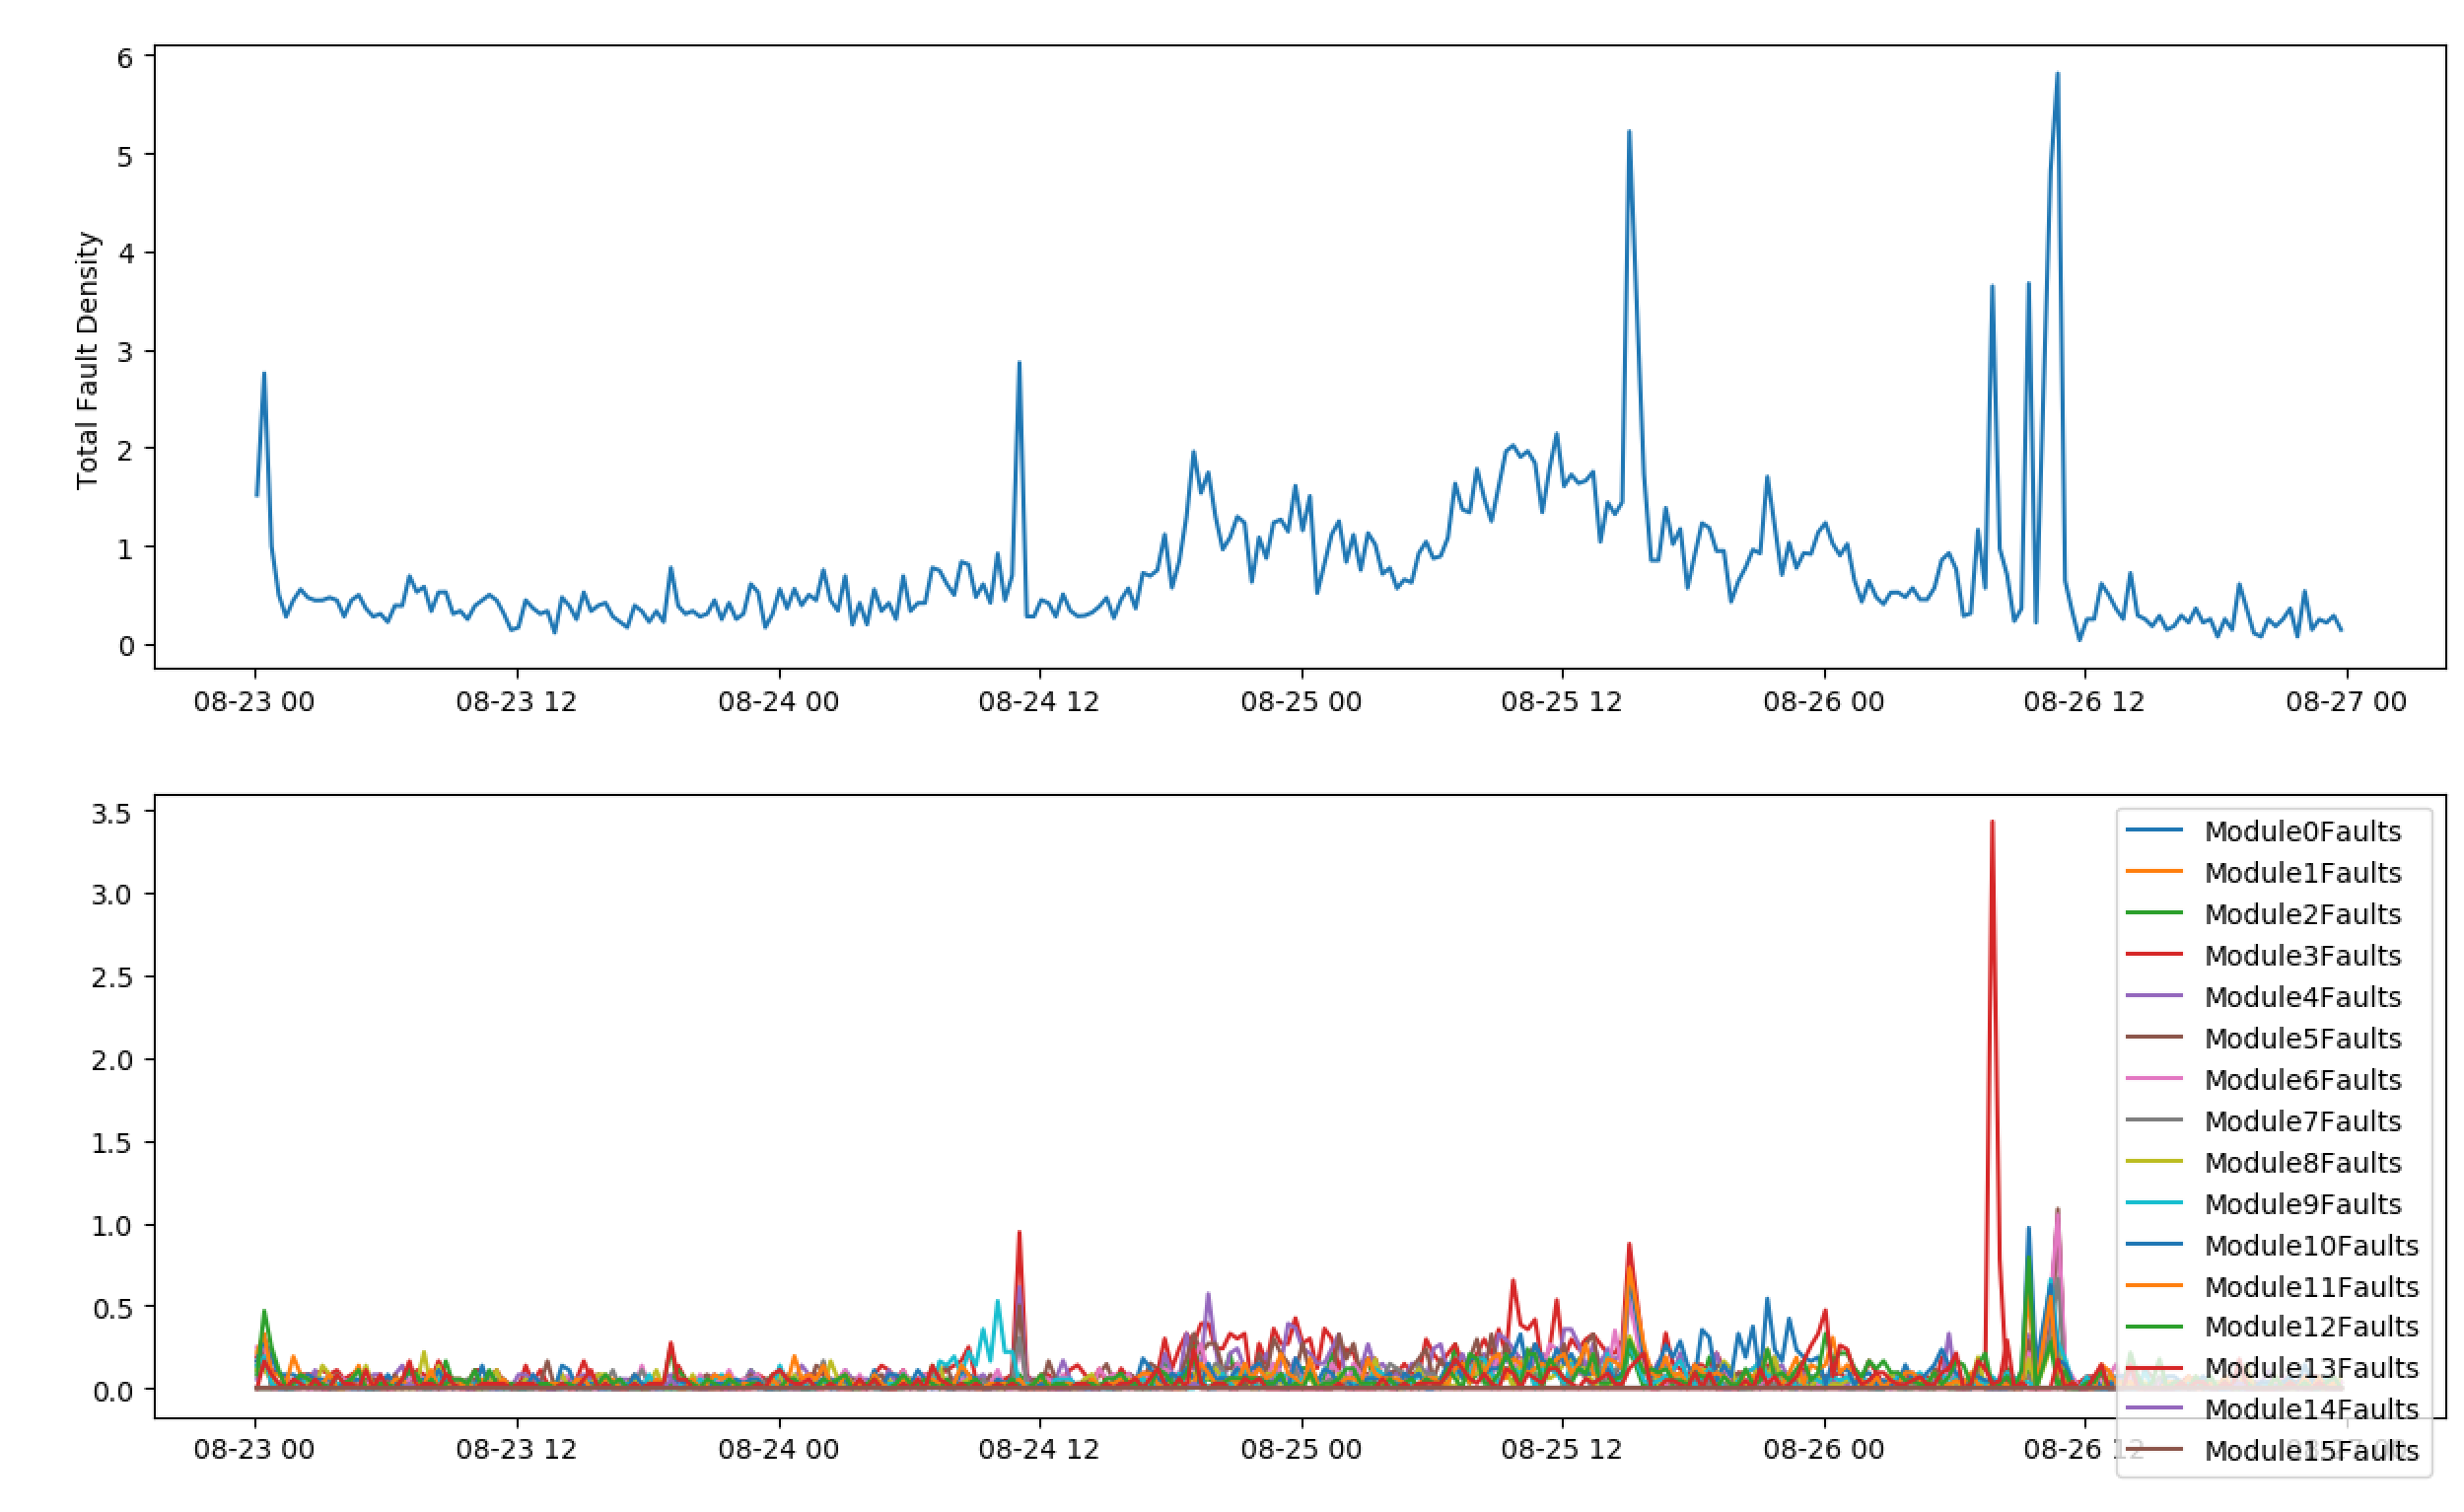 6
5
4
3
2
1
0
Total Fault Density
08-23 00
08-23 12
08-24 00
08-24 12
08-25 00
08-25 12
08-26 00
08-26 12
08-27 00
3.5
3.0
2.5
2.0
1.5
1.0
0.5
0.0
Module0Faults
Module1Faults
Module2Faults
Module3Faults
Module4Faults
Module5Faults
Module6Faults
Module7Faults
Module8Faults
Module9Faults
Module10Faults
Module11Faults
Module12Faults
Module13Faults
Module14Faults
Module15Faults
08-23 00
08-23 12
08-24 00
08-24 12
08-25 00
08-25 12
08-26 00
08-26 12